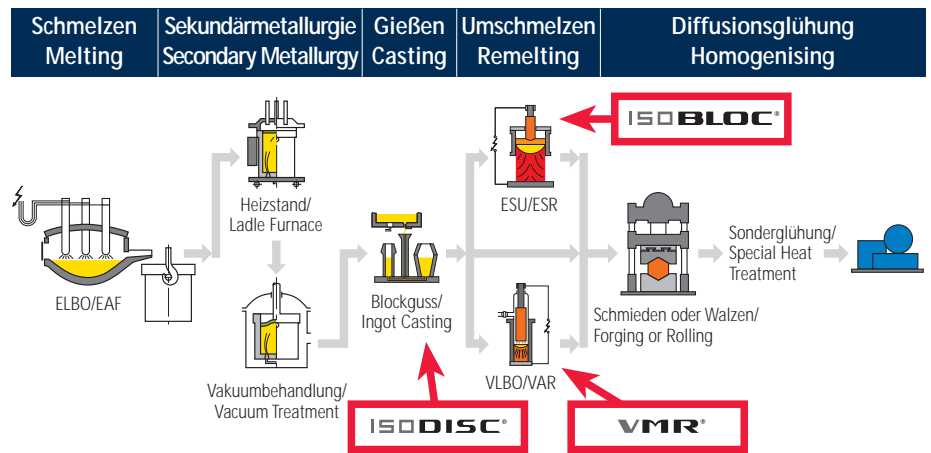 Schmelzen
Melting
Sekundärmetallurgie
Secondary Metallurgy
Gießen
Casting
Umschmelzen
Remelting
Diffusionsglühung
Homogenising
ISOBLOC®
Heizstand/
Ladle Furnace
ESU/ESR
Sonderglühung/
Special Heat
Treatment
ELBO/EAF
Blockguss/
Ingot Casting
Schmieden oder Walzen/
Forging or Rolling
Vakuumbehandlung/
Vacuum Treatment
VLBO/VAR
ISODISC®
VMR®